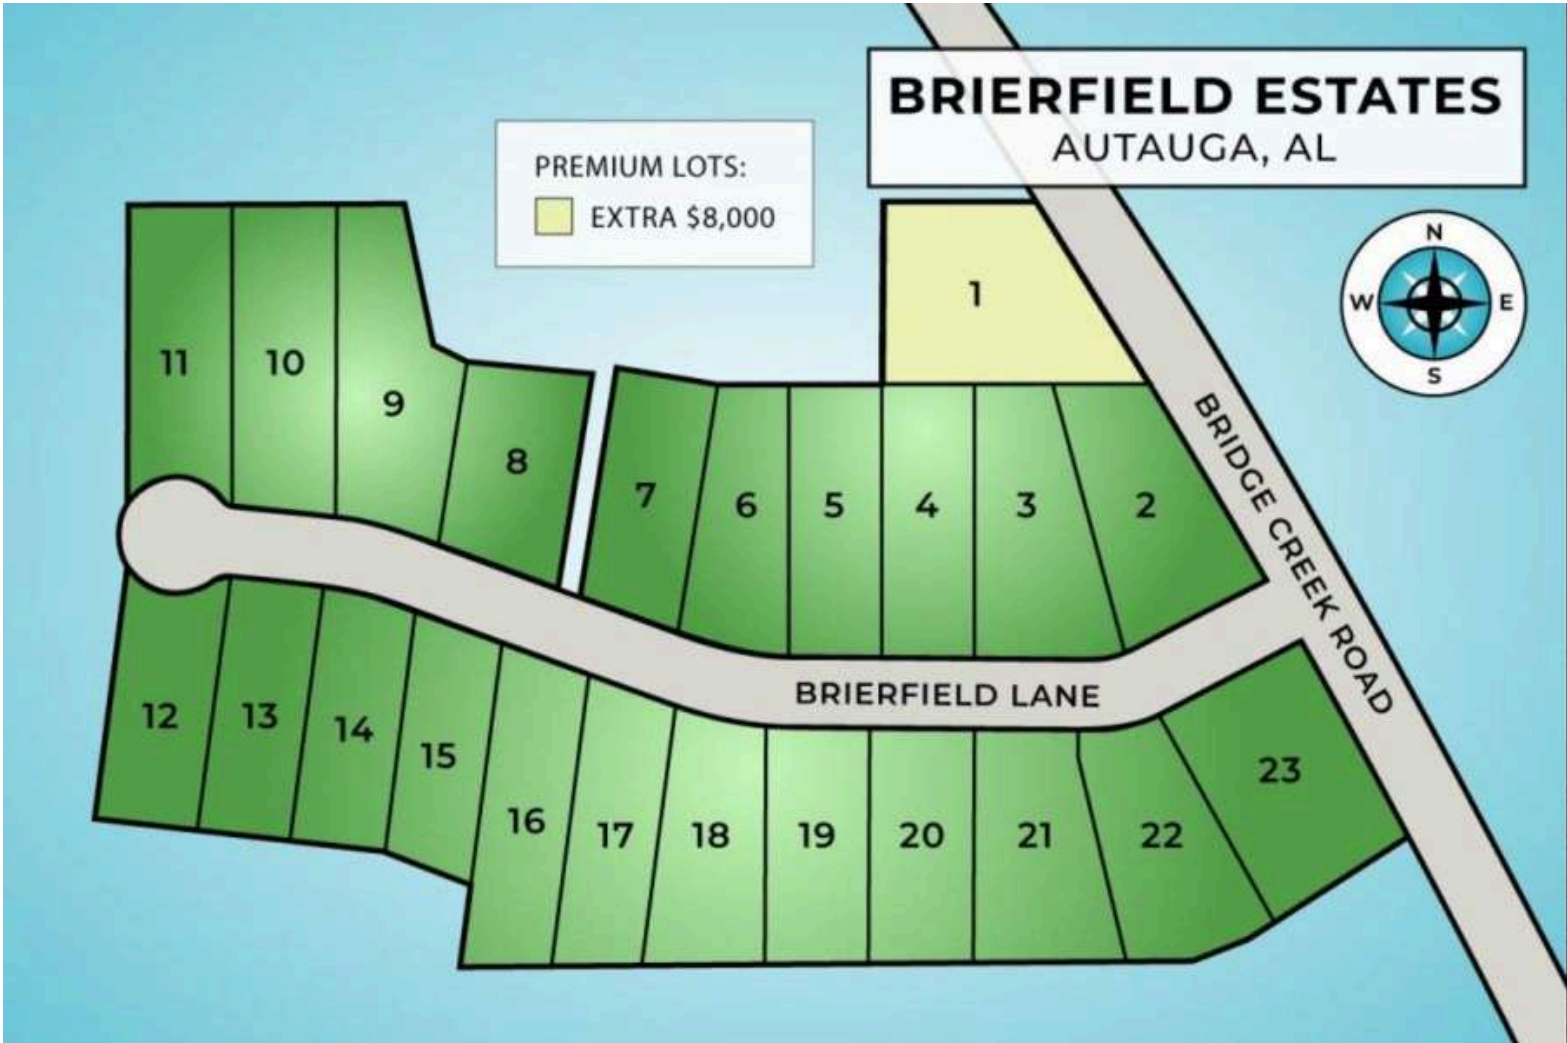 BRIERFIELD ESTATES
AUTAUGA, AL
PREMIUM LOTS:
EXTRA $8,000
N
W E
S
1
11
10
9
8
7
6
5
4
3
2
BRIDGE CREEK ROAD
BRIERFIELD LANE
12
13
14
15
16
17
18
19
20
21
22
23